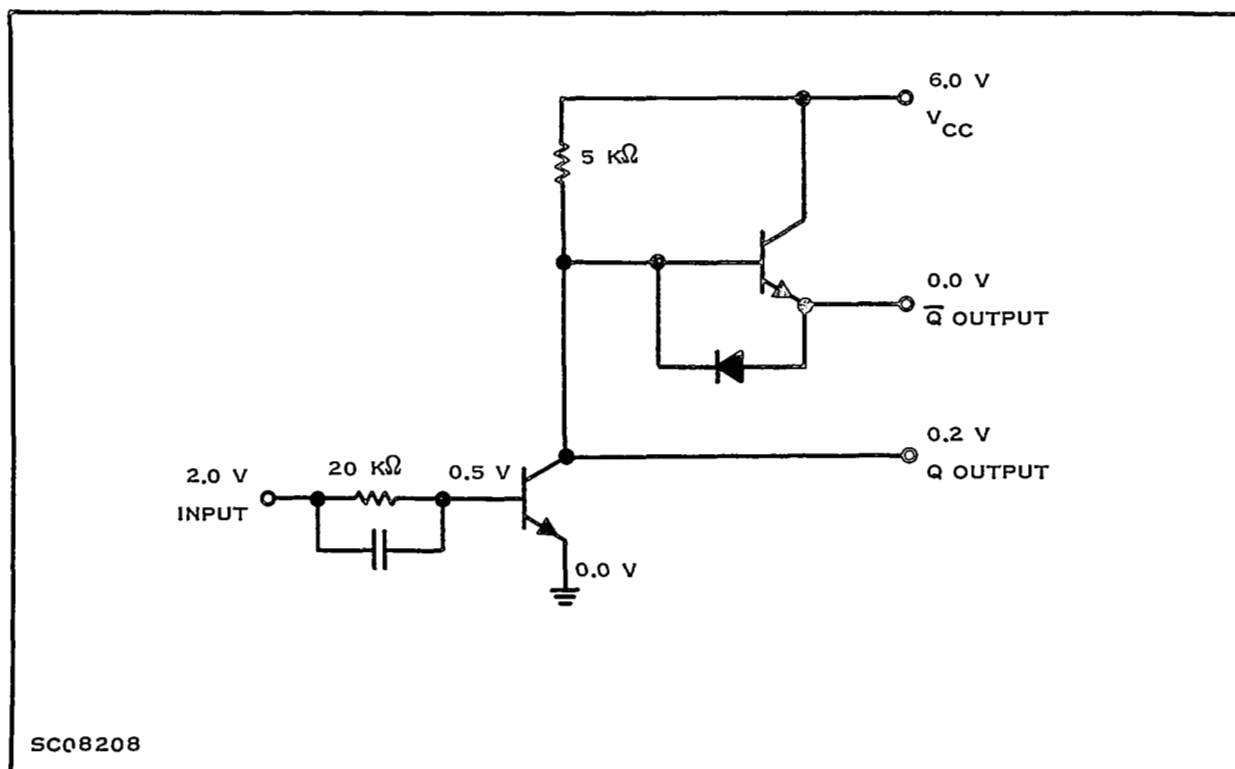 6.0 V
VCC
5 KΩ
0.0 V
Q̅ OUTPUT
0.2 V
Q OUTPUT
2.0 V
INPUT
20 KΩ
0.5 V
0.0 V
SC08208